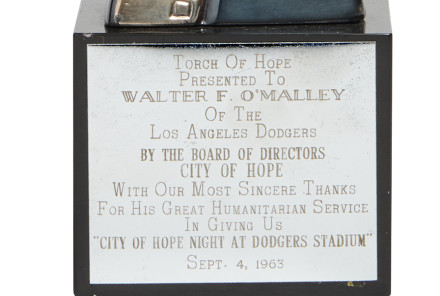 Torch Of Hope
Presented To
WALTER F. O'MALLEY
Of The
Los Angeles Dodgers
BY THE BOARD OF DIRECTORS
CITY OF HOPE
With Our Most Sincere Thanks
For His Great Humanitarian Service
In Giving Us
"CITY OF HOPE NIGHT AT DODGERS STADIUM"
Sept. 4, 1963